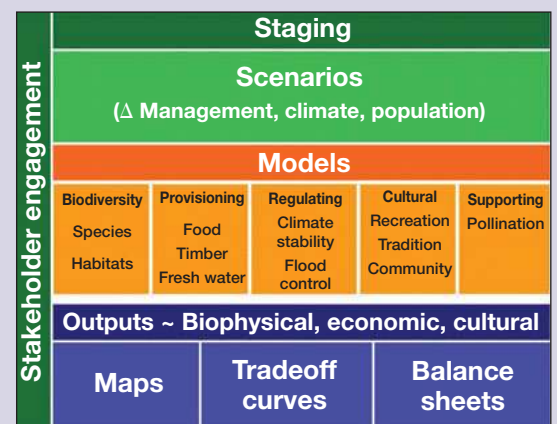 Stakeholder engagement
Staging
Scenarios
(Δ Management, climate, population)
Models
Biodiversity
Species
Habitats
Provisioning
Food
Timber
Fresh water
Regulating
Climate
stability
Flood
control
Cultural
Recreation
Tradition
Community
Supporting
Pollination
Outputs ~ Biophysical, economic, cultural
Maps
Tradeoff
curves
Balance
sheets